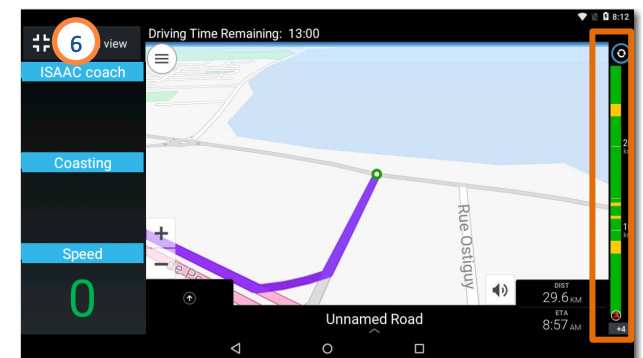 8:12
6
view
Driving Time Remaining: 13:00
ISAAC coach
Coasting
Speed
0
Rue Ostiguy
DIST
29.6 KM
Unnamed Road
ETA
8:57 AM
+4